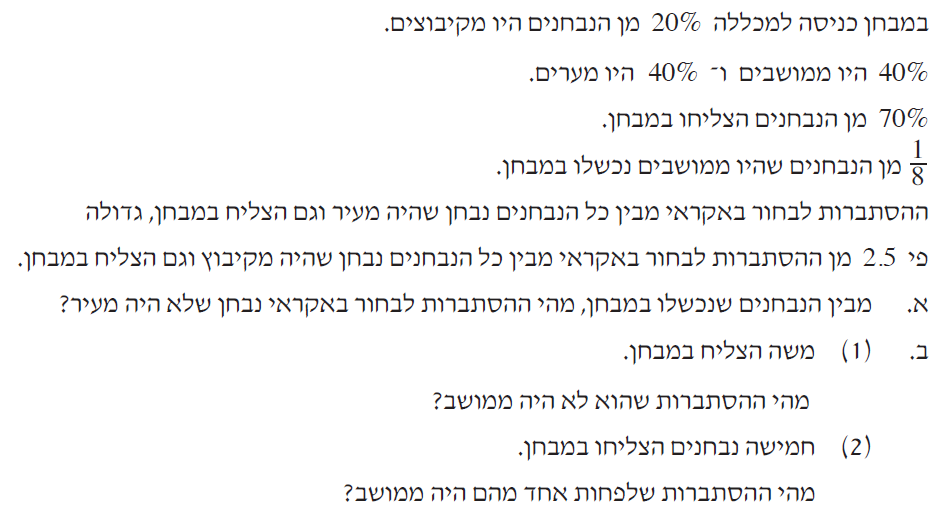 במבחן כניסה למכללה 20% מן הנבחנים היו מקיבוצים.
40% היו ממושבים ו־ 40% היו מערים.
70% מן הנבחנים הצליחו במבחן.
1/8 מן הנבחנים שהיו ממושבים נכשלו במבחן.
ההסתברות לבחור באקראי מבין כל הנבחנים נבחן שהיה מעיר וגם הצליח במבחן, גדולה
פי 2.5 מן ההסתברות לבחור באקראי מבין כל הנבחנים נבחן שהיה מקיבוץ וגם הצליח במבחן.
א. מבין הנבחנים שנכשלו במבחן, מהי ההסתברות לבחור באקראי נבחן שלא היה מעיר?
ב. (1) משה הצליח במבחן.
מהי ההסתברות שהוא לא היה ממושב?
(2) חמישה נבחנים הצליחו במבחן.
מהי ההסתברות שלפחות אחד מהם היה ממושב?